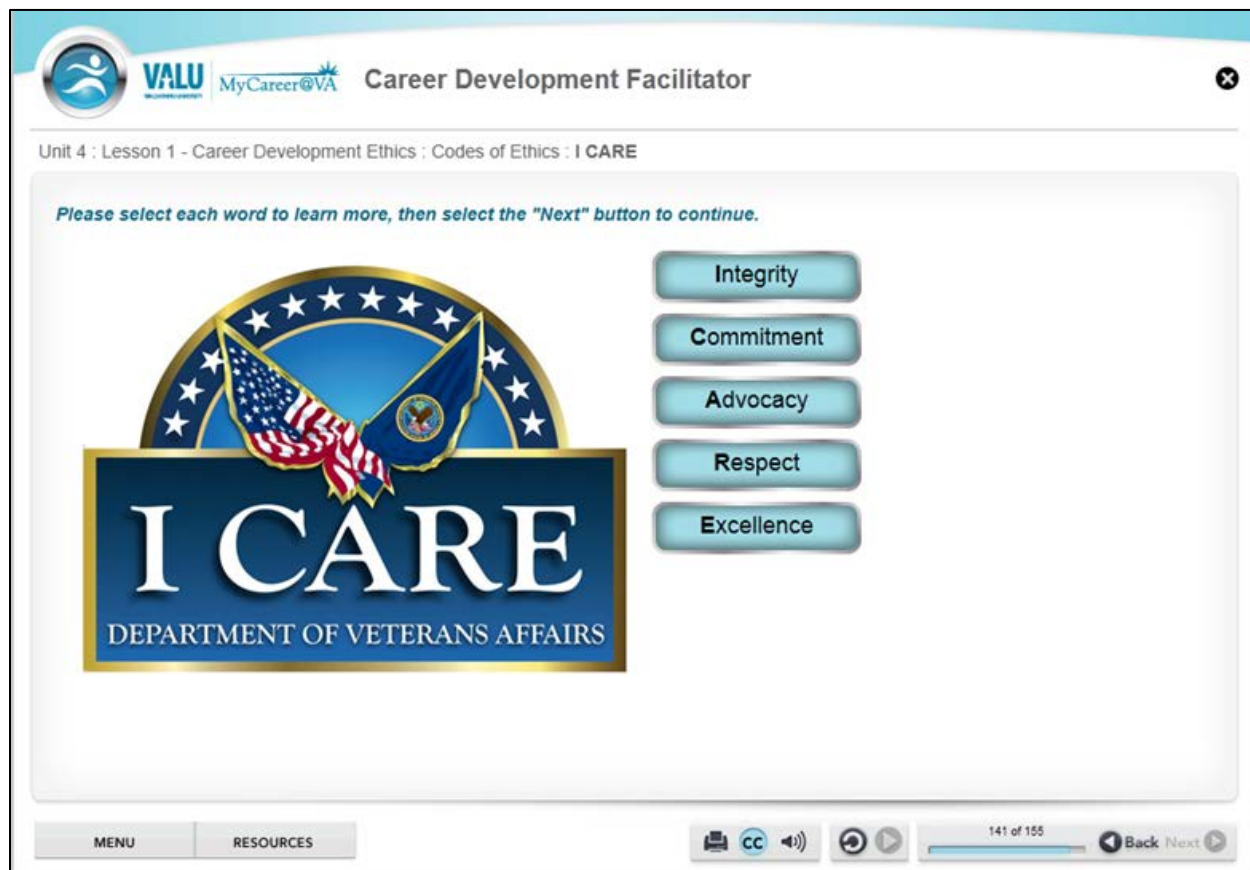 VALU
MyCareer@VA
Career Development Facilitator
Unit 4 : Lesson 1 - Career Development Ethics : Codes of Ethics : I CARE
Please select each word to learn more, then select the "Next" button to continue.
Integrity
Commitment
Advocacy
Respect
Excellence
I CARE
DEPARTMENT OF VETERANS AFFAIRS
MENU
RESOURCES
CC
141 of 155
Back Next